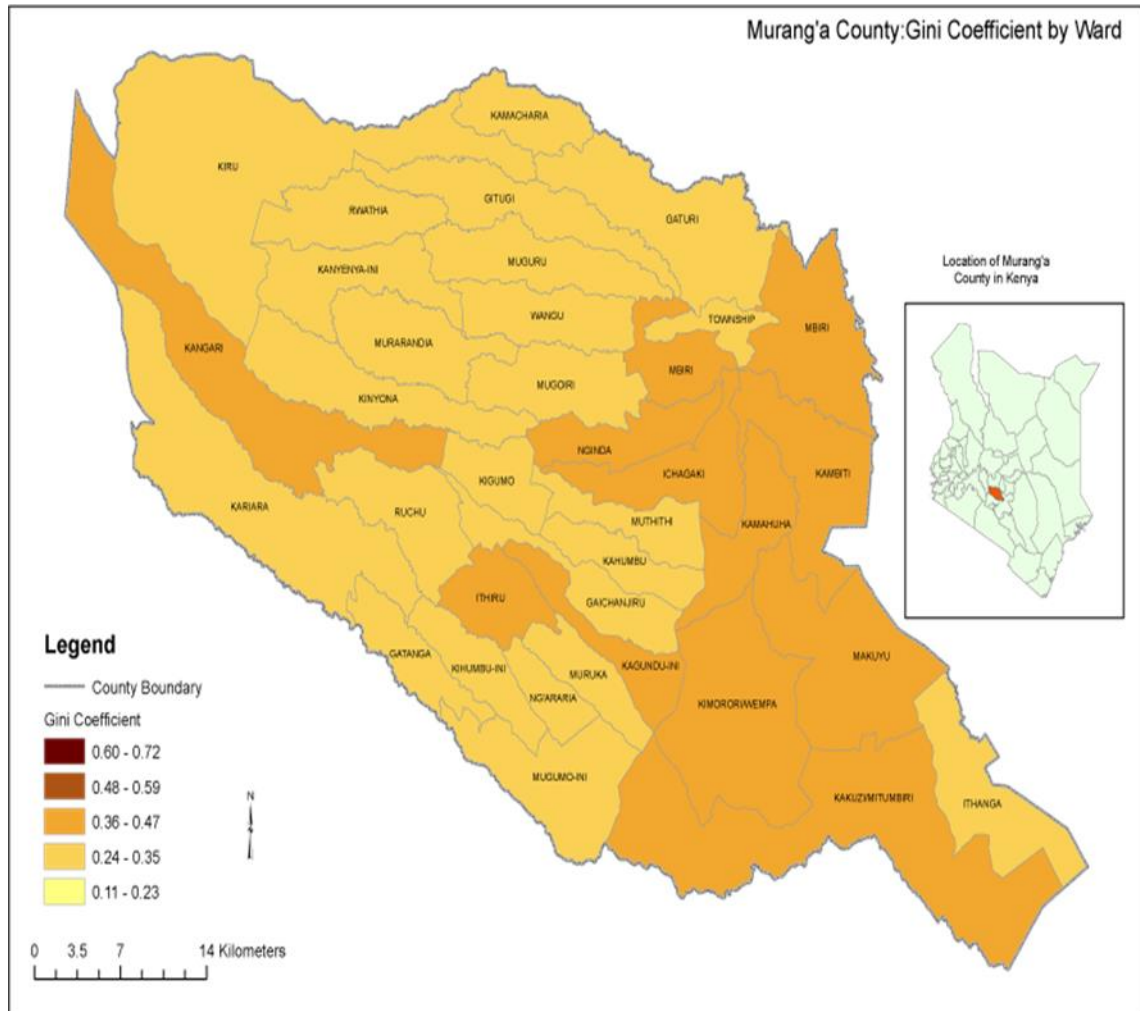 Murang'a County:Gini Coefficient by Ward
KAMACHARIA
KIRU
GITUGI
RWATHIA
GATURI
MUGURU
KANYENYA-INI
WANGU
TOWNSHIP
MBIRI
MURARANDIA
KANGARI
MBIRI
MUGOIRI
KINYONA
NGINDA
ICHAGAKI
KAMBITI
KIGUMO
KARIARA
RUCHU
MUTHITHI
KAMAHUHA
KAHUMBU
ITHIRU
GAICHANJIRU
GATANGA
KIHUMBU-INI
MURUKA
KAGUNDU-INI
MAKUYU
NG'ARARIA
KIMORORI/WEMPA
MUGUMO-INI
KAKUZI/MITUMBIRI
ITHANGA
Location of Murang'a
County in Kenya
Legend
County Boundary
Gini Coefficient
0.60 - 0.72
0.48 - 0.59
0.36 - 0.47
0.24 - 0.35
0.11 - 0.23
N
0 3.5 7 14 Kilometers